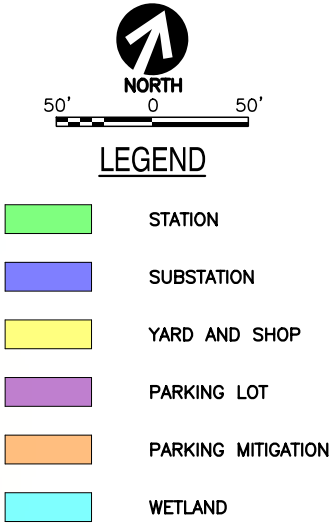 NORTH
50' 0 50'
LEGEND
STATION
SUBSTATION
YARD AND SHOP
PARKING LOT
PARKING MITIGATION
WETLAND